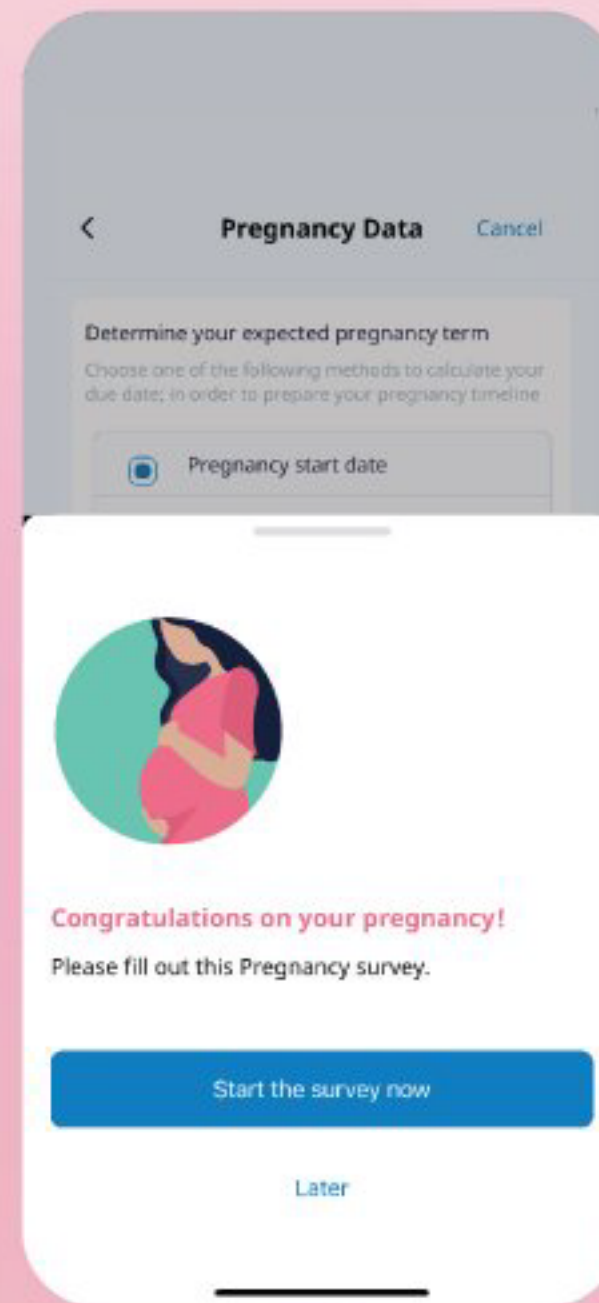 Pregnancy Data
Cancel
Determine your expected pregnancy term
Choose one of the following methods to calculate your
due date; in order to prepare your pregnancy timeline
Pregnancy start date
Congratulations on your pregnancy!
Please fill out this Pregnancy survey.
Start the survey now
Later